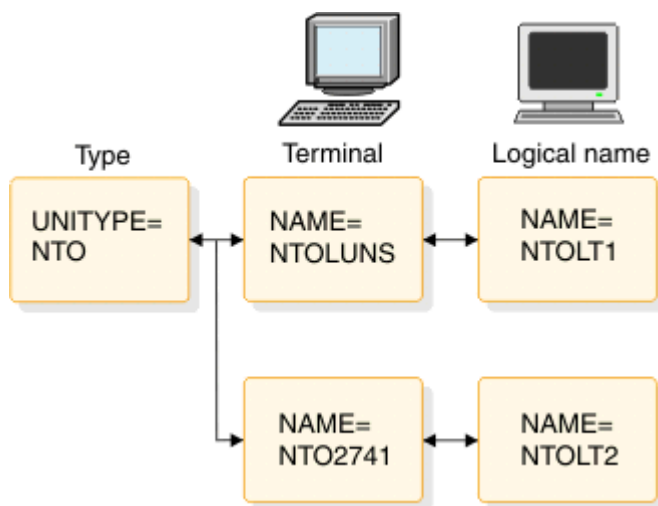 Type
Terminal
Logical name
UNITYPE=
NTO
NAME=
NTOLUNS
NAME=
NTOLT1
NAME=
NTO2741
NAME=
NTOLT2